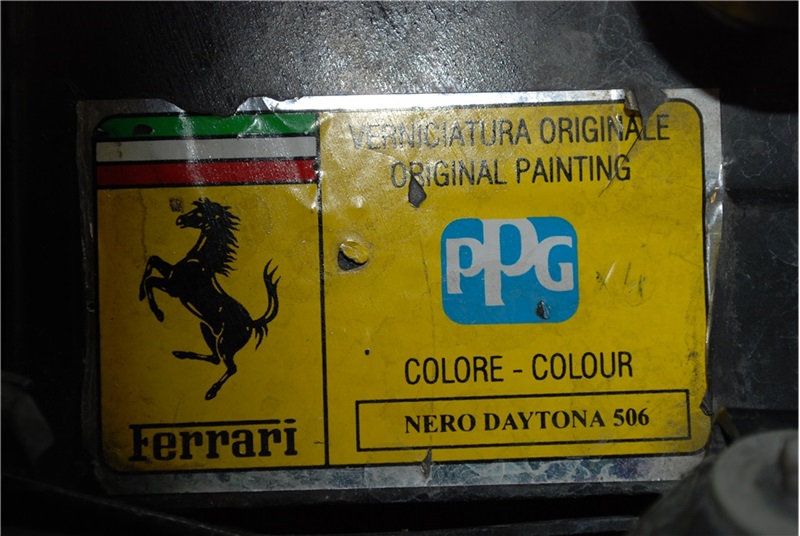 VERNICIATURA ORIGINALE
ORIGINAL PAINTING
PPG
COLORE - COLOUR
NERO DAYTONA 506
Ferrari